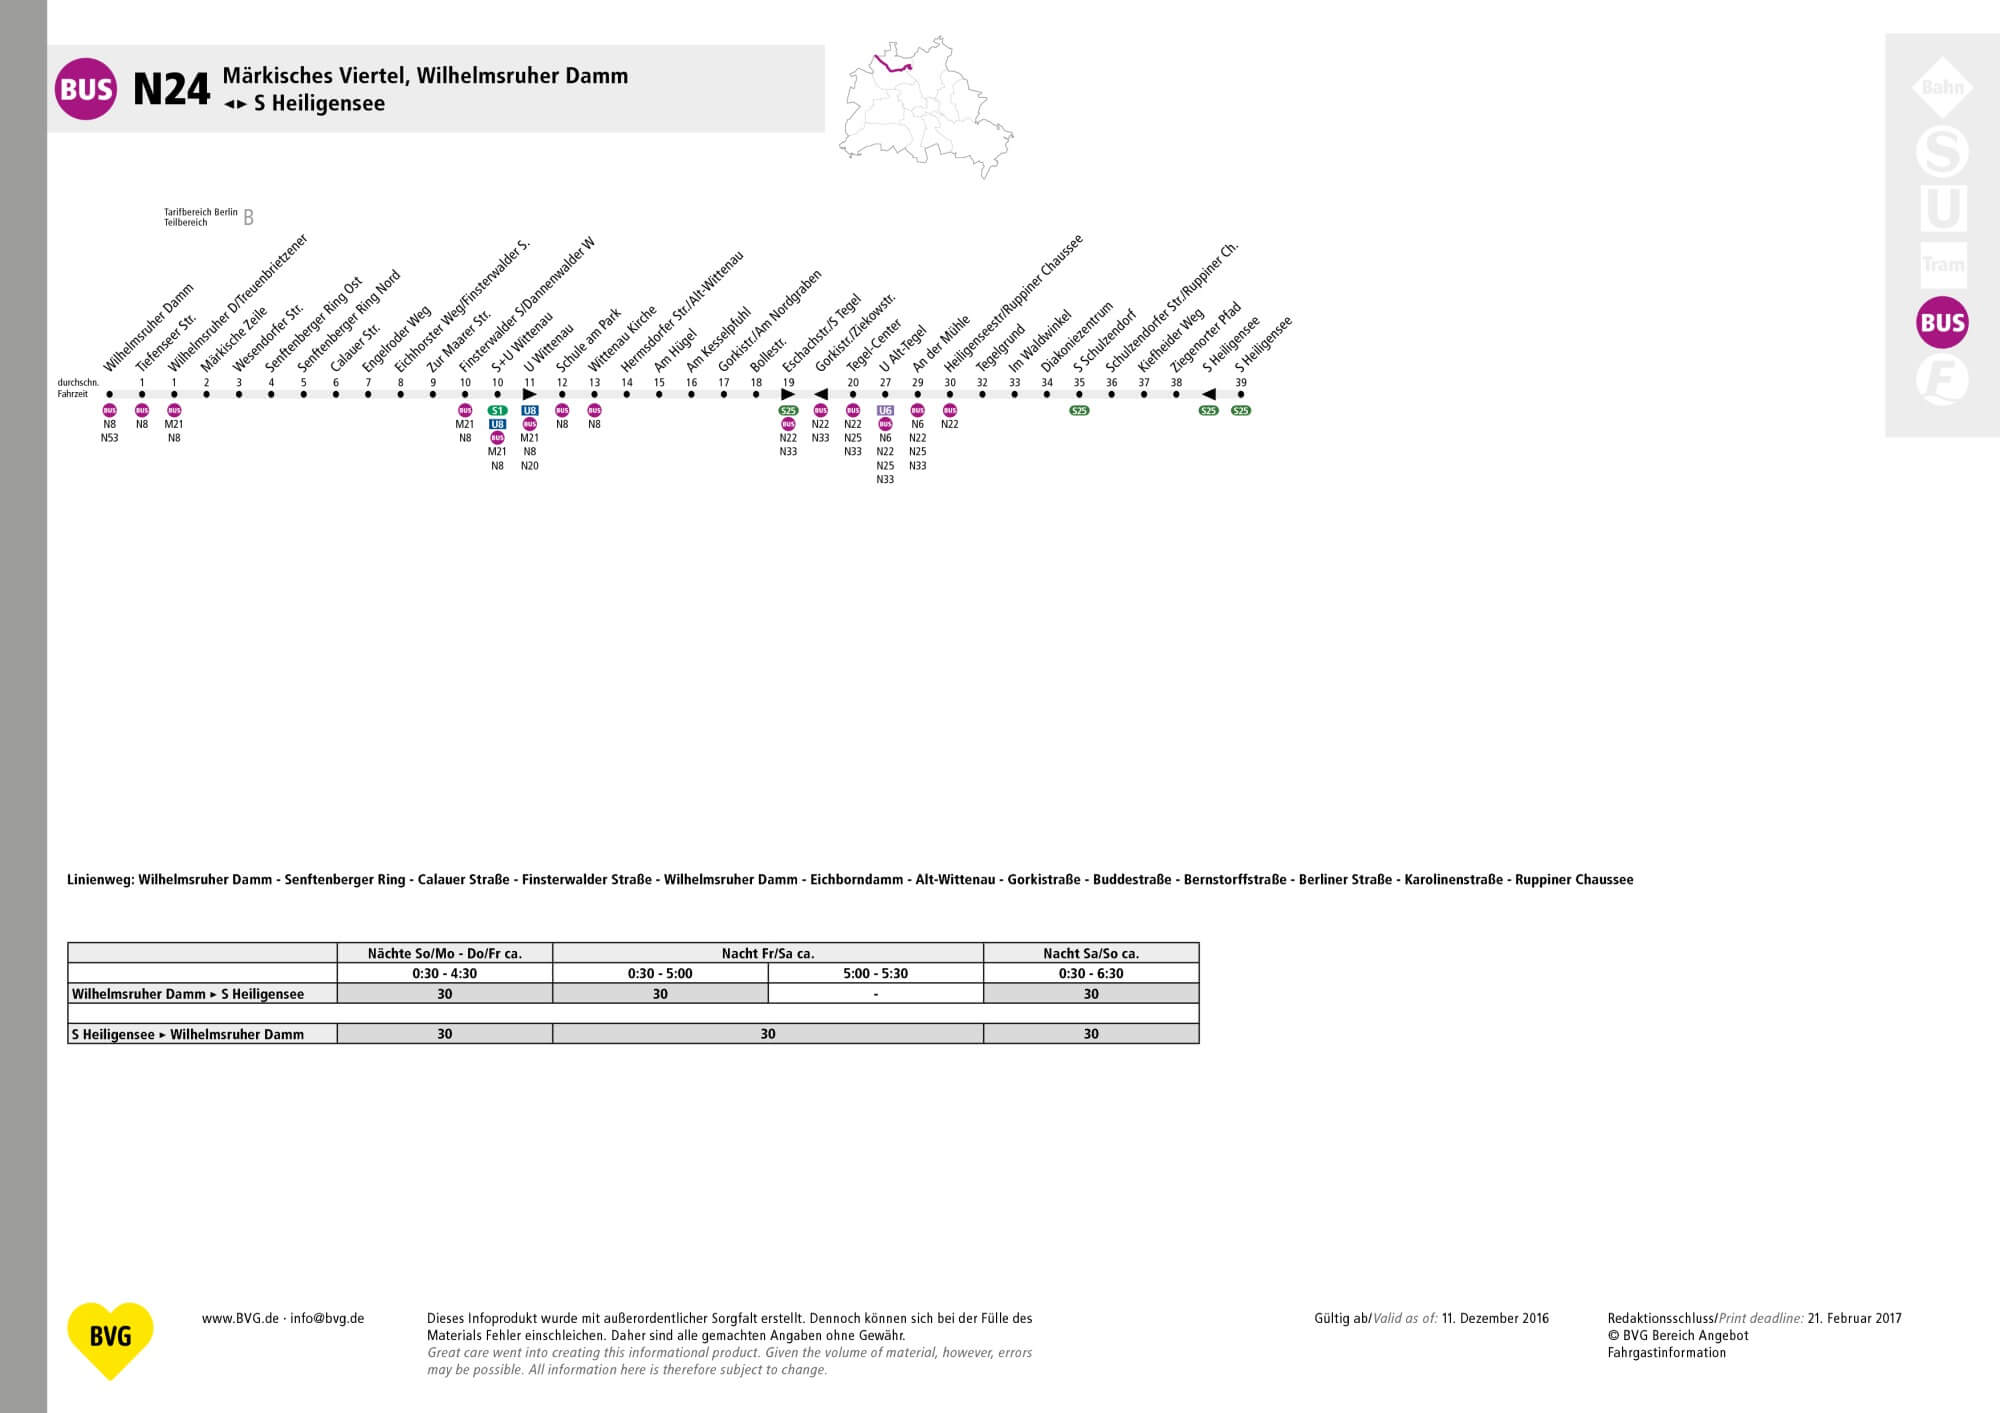 BUS N24 Märkisches Viertel, Wilhelmsruher Damm
◄► S Heiligensee
Bahn
S
U
Tram
BUS
F
Tarifbereich Berlin B
Teilbereich
Wilhelmsruher Damm
Tiefenseer Str.
Wilhelmsruher D/Treuenbrietzener
Märkische Zeile
Wesendorfer Str.
Senftenberger Ring Ost
Senftenberger Ring Nord
Calauer Str.
Engelroder Weg
Eichhorster Weg/Finsterwalder S.
Zur Maarer Str.
Finsterwalder S/Dannenwalder W
S+U Wittenau
U Wittenau
Schule am Park
Wittenau Kirche
Hermsdorfer Str./Alt-Wittenau
Am Hügel
Am Kesselpfuhl
Gorkistr./Am Nordgraben
Bollestr.
Eschachstr./S Tegel
Gorkistr./Ziekowstr.
Tegel-Center
U Alt-Tegel
An der Mühle
Heiligenseestr/Ruppiner Chaussee
Tegelgrund
Im Waldwinkel
Diakoniezentrum
S Schulzendorf
Schulzendorfer Str./Ruppiner Ch.
Kiefheider Weg
Ziegenorter Pfad
S Heiligensee
S Heiligensee
durchschn. 1 1 2 3 4 5 6 7 8 9 10 10 11 12 13 14 15 16 17 18 19 20 27 29 30 32 33 34 35 36 37 38 39
Fahrzeit
BUS BUS BUS BUS S1 U8 BUS BUS S25 BUS BUS U6 BUS BUS S25 S25 S25
N8 N8 M21 M21 U8 BUS N8 N8 BUS N22 N22 BUS N6 N22
N53 N8 N8 BUS M21 N22 N33 N25 N6 N22
M21 N8 N33 N33 N22 N25
N8 N20 N25 N33
N33
Linienweg: Wilhelmsruher Damm - Senftenberger Ring - Calauer Straße - Finsterwalder Straße - Wilhelmsruher Damm - Eichborndamm - Alt-Wittenau - Gorkistraße - Buddestraße - Bernstorffstraße - Berliner Straße - Karolinenstraße - Ruppiner Chaussee
Nächte So/Mo - Do/Fr ca. Nacht Fr/Sa ca. Nacht Sa/So ca.
0:30 - 4:30 0:30 - 5:00 5:00 - 5:30 0:30 - 6:30
Wilhelmsruher Damm ► S Heiligensee 30 30 - 30
S Heiligensee ► Wilhelmsruher Damm 30 30 30
BVG
www.BVG.de · info@bvg.de
Dieses Infoprodukt wurde mit außerordentlicher Sorgfalt erstellt. Dennoch können sich bei der Fülle des
Materials Fehler einschleichen. Daher sind alle gemachten Angaben ohne Gewähr.
Great care went into creating this informational product. Given the volume of material, however, errors
may be possible. All information here is therefore subject to change.
Gültig ab/Valid as of: 11. Dezember 2016
Redaktionsschluss/Print deadline: 21. Februar 2017
© BVG Bereich Angebot
Fahrgastinformation